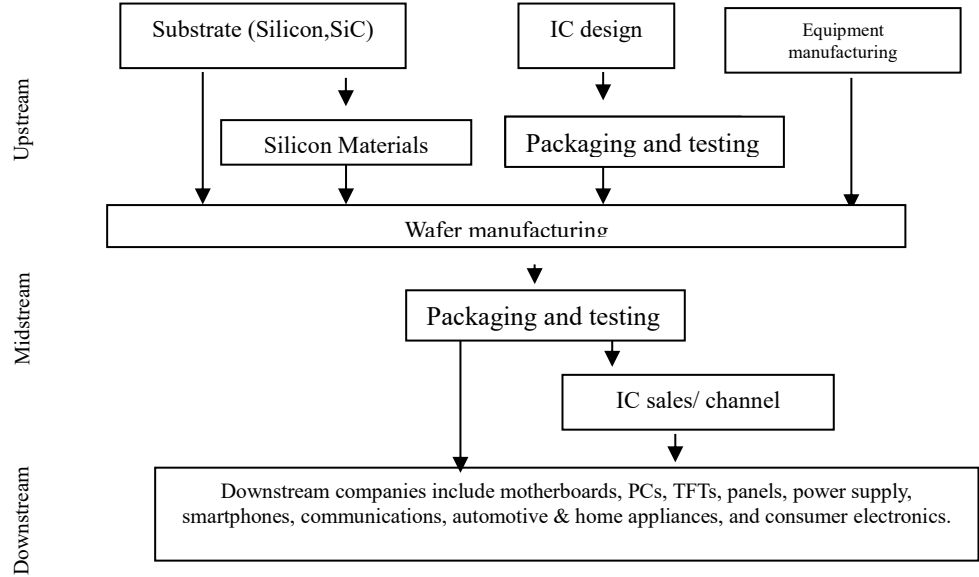 Substrate (Silicon,SiC)
IC design
Equipment
manufacturing
Upstream
Silicon Materials
Packaging and testing
Wafer manufacturing
Midstream
Packaging and testing
IC sales/ channel
Downstream
Downstream companies include motherboards, PCs, TFTs, panels, power supply,
smartphones, communications, automotive & home appliances, and consumer electronics.